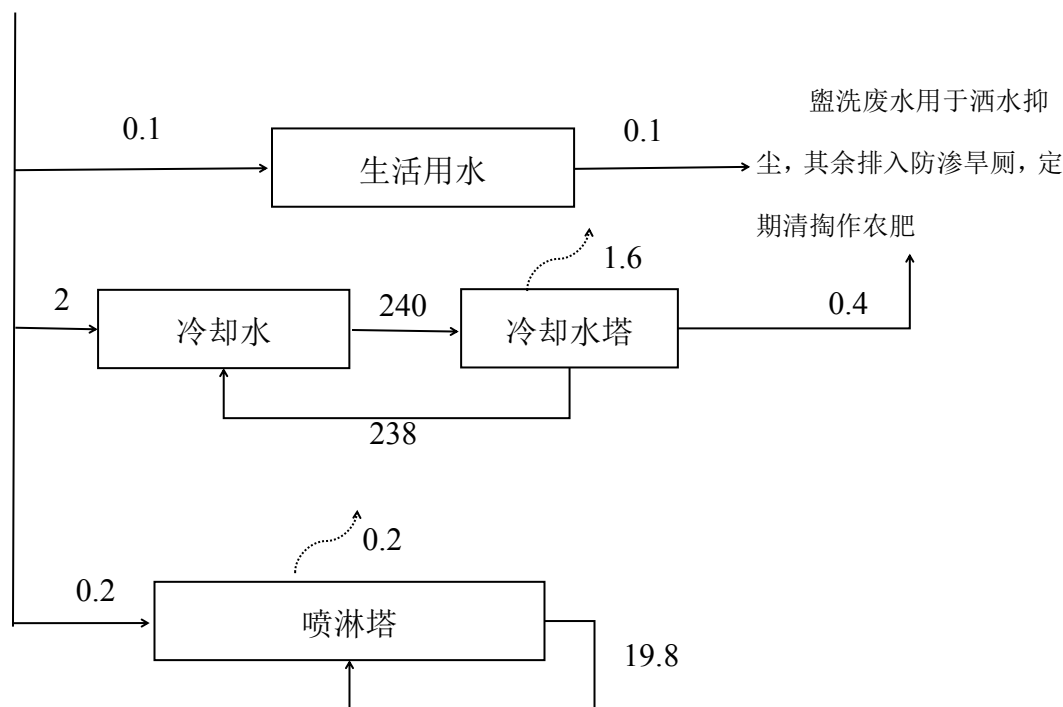 盥洗废水用于洒水抑
0.1
0.1
生活用水
尘，其余排入防渗旱厕，定
期清掏作农肥
1.6
2
240
0.4
冷却水
冷却水塔
238
0.2
0.2
喷淋塔
19.8